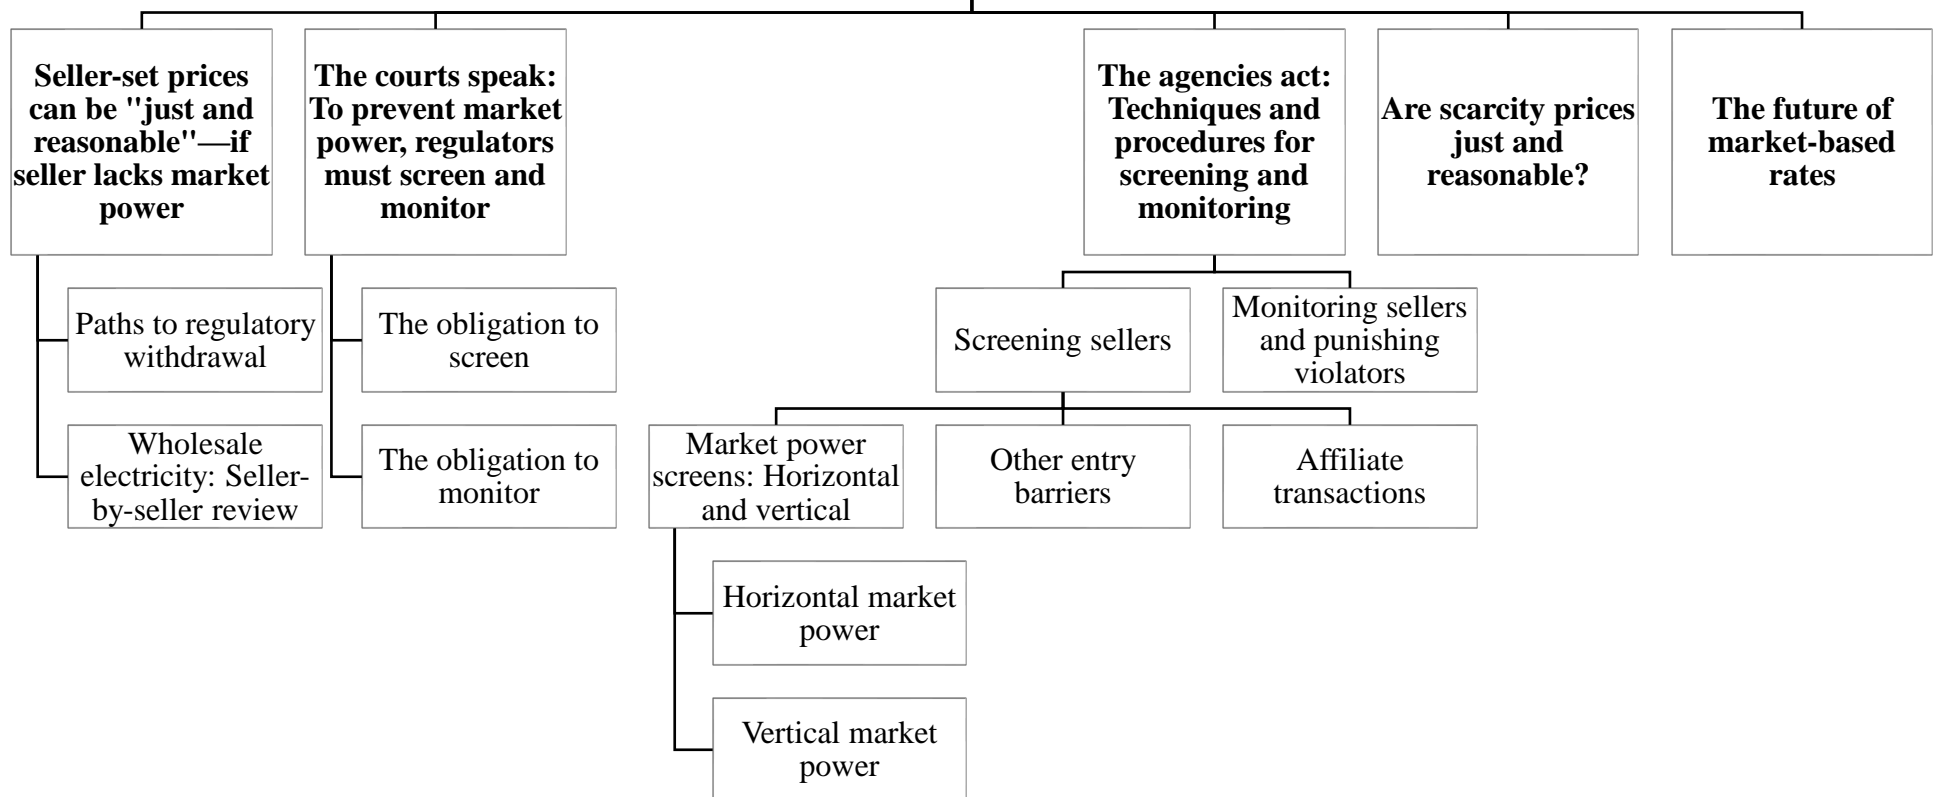 Seller-set prices
can be "just and
reasonable"—if
seller lacks market
power
The courts speak:
To prevent market
power, regulators
must screen and
monitor
The agencies act:
Techniques and
procedures for
screening and
monitoring
Are scarcity prices
just and
reasonable?
The future of
market-based
rates
Paths to regulatory
withdrawal
The obligation to
screen
Screening sellers
Monitoring sellers
and punishing
violators
Wholesale
electricity: Seller-
by-seller review
The obligation to
monitor
Market power
screens: Horizontal
and vertical
Other entry
barriers
Affiliate
transactions
Horizontal market
power
Vertical market
power